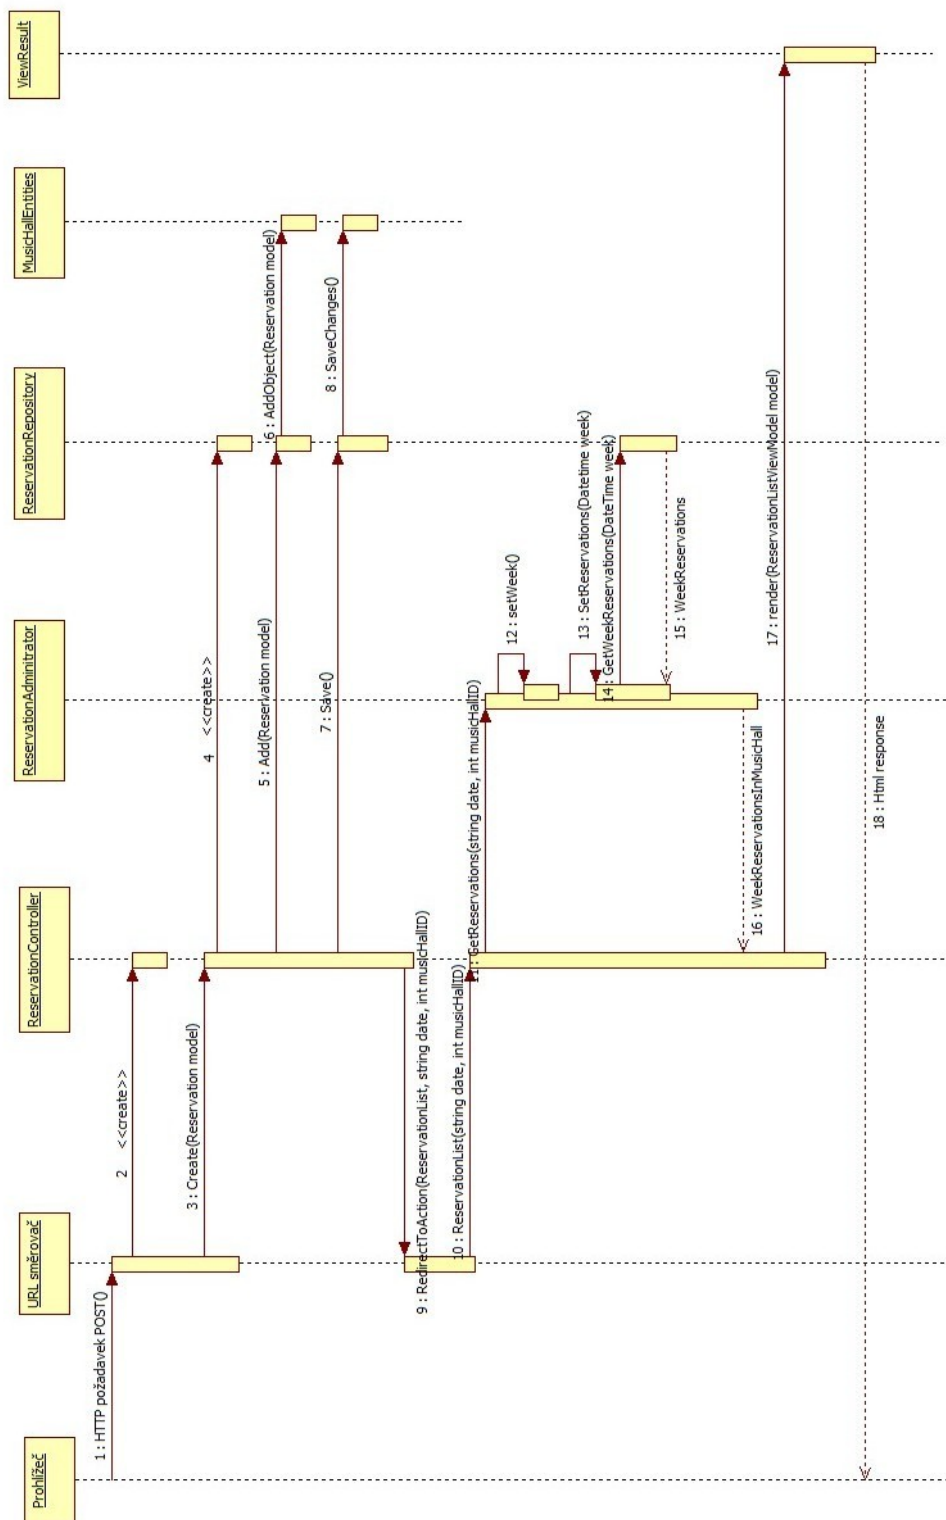 Prohlížeč
URL směrovač
ReservationController
ReservationAdminitrator
ReservationRepository
MusicHallEntities
ViewResult
1 : HTTP požadavek POST()
2 <<create>>
3 : Create(Reservation model)
4 <<create>>
5 : Add(Reservation model)
6 : AddObject(Reservation model)
7 : Save()
8 : SaveChanges()
9 : RedirectToAction(ReservationList, string date, int musicHallID)
10 : ReservationList(string date, int musicHallID)
11 : GetReservations(string date, int musicHallID)
12 : setWeek()
13 : SetReservations(Datetime week)
14 : GetWeekReservations(DateTime week)
15 : WeekReservations
16 : WeekReservationsInMusicHall
17 : render(ReservationListViewModel model)
18 : Html response